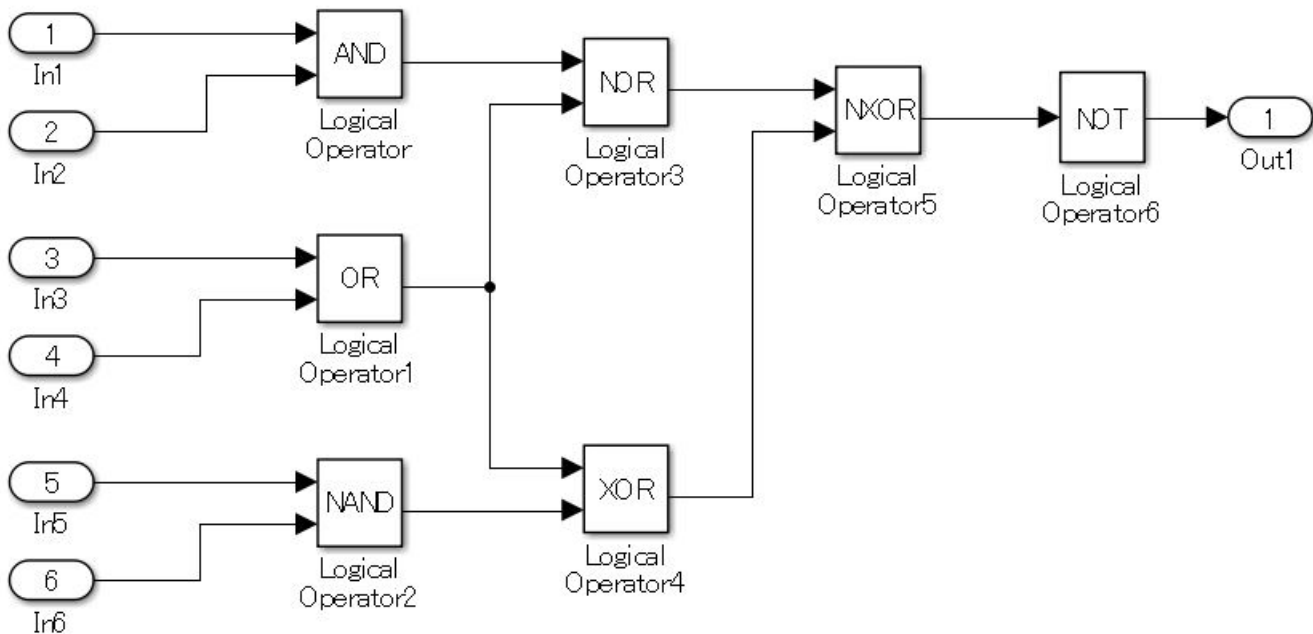 1
In1
2
In2
AND
Logical
Operator
NOR
Logical
Operator3
NXOR
Logical
Operator5
NOT
Logical
Operator6
1
Out1
3
In3
4
In4
OR
Logical
Operator1
5
In5
6
In6
NAND
Logical
Operator2
XOR
Logical
Operator4